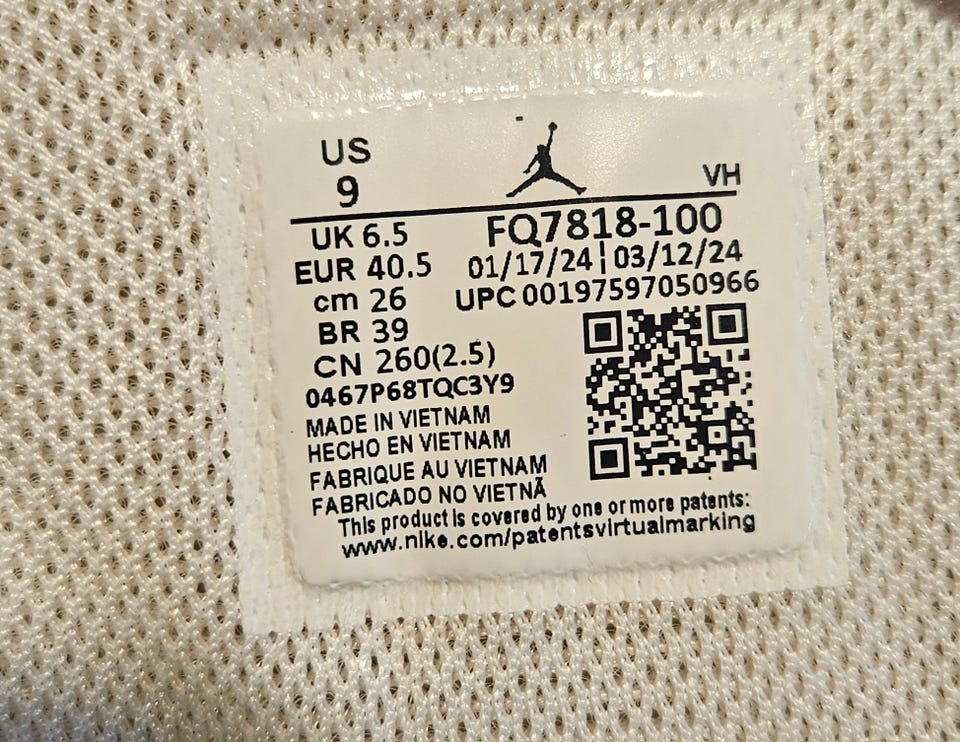 US
9
VH
UK 6.5
EUR 40.5
cm 26
BR 39
CN 260(2.5)
FQ7818-100
01/17/24 | 03/12/24
UPC 00197597050966
0467P68TQC3Y9
MADE IN VIETNAM
HECHO EN VIETNAM
FABRIQUE AU VIETNAM
FABRICADO NO VIETNÃ
This product is covered by one or more patents:
www.nike.com/patentsvirtualmarking